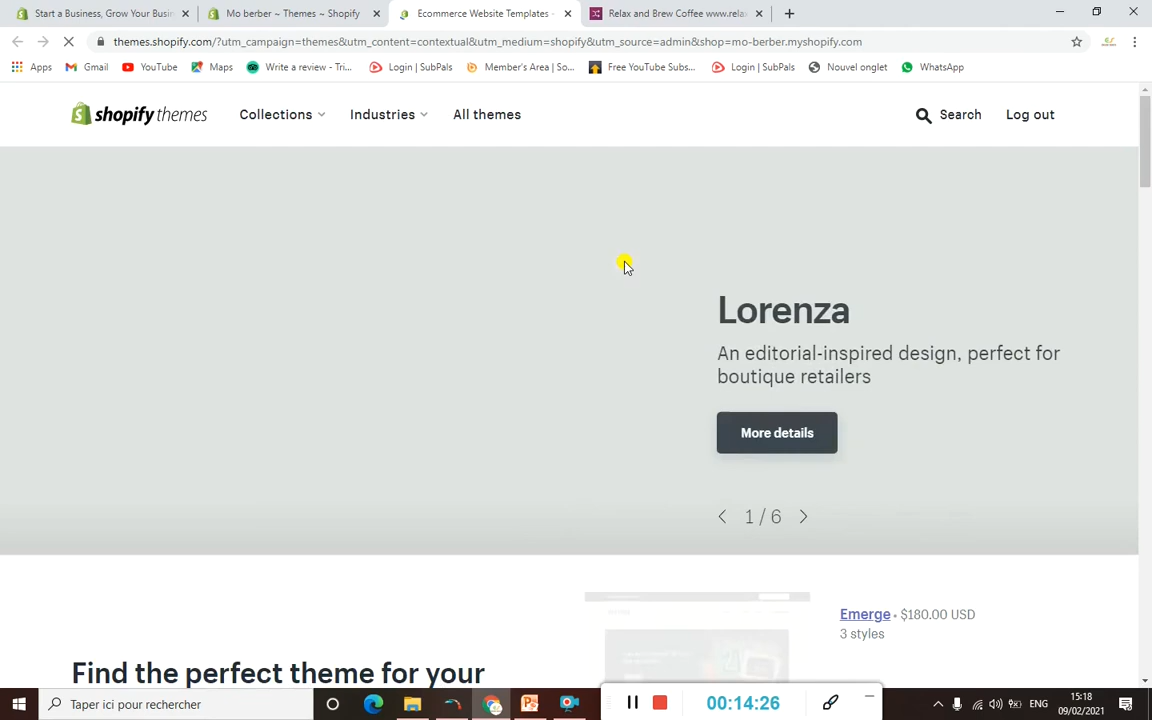 Start a Business, Grow Your Busin
Mo berber ~ Themes ~ Shopify
Ecommerce Website Templates -
Relax and Brew Coffee www.relax
themes.shopify.com/?utm_campaign=themes&utm_content=contextual&utm_medium=shopify&utm_source=admin&shop=mo-berber.myshopify.com
Apps
Gmail
YouTube
Maps
Write a review - Tri...
Login | SubPals
Member's Area | So...
Free YouTube Subs...
Login | SubPals
Nouvel onglet
WhatsApp
shopify themes
Collections
Industries
All themes
Search
Log out
Lorenza
An editorial-inspired design, perfect for
boutique retailers
More details
1 / 6
Emerge • $180.00 USD
3 styles
Find the perfect theme for your
Taper ici pour rechercher
00:14:26
ENG
15:18
09/02/2021